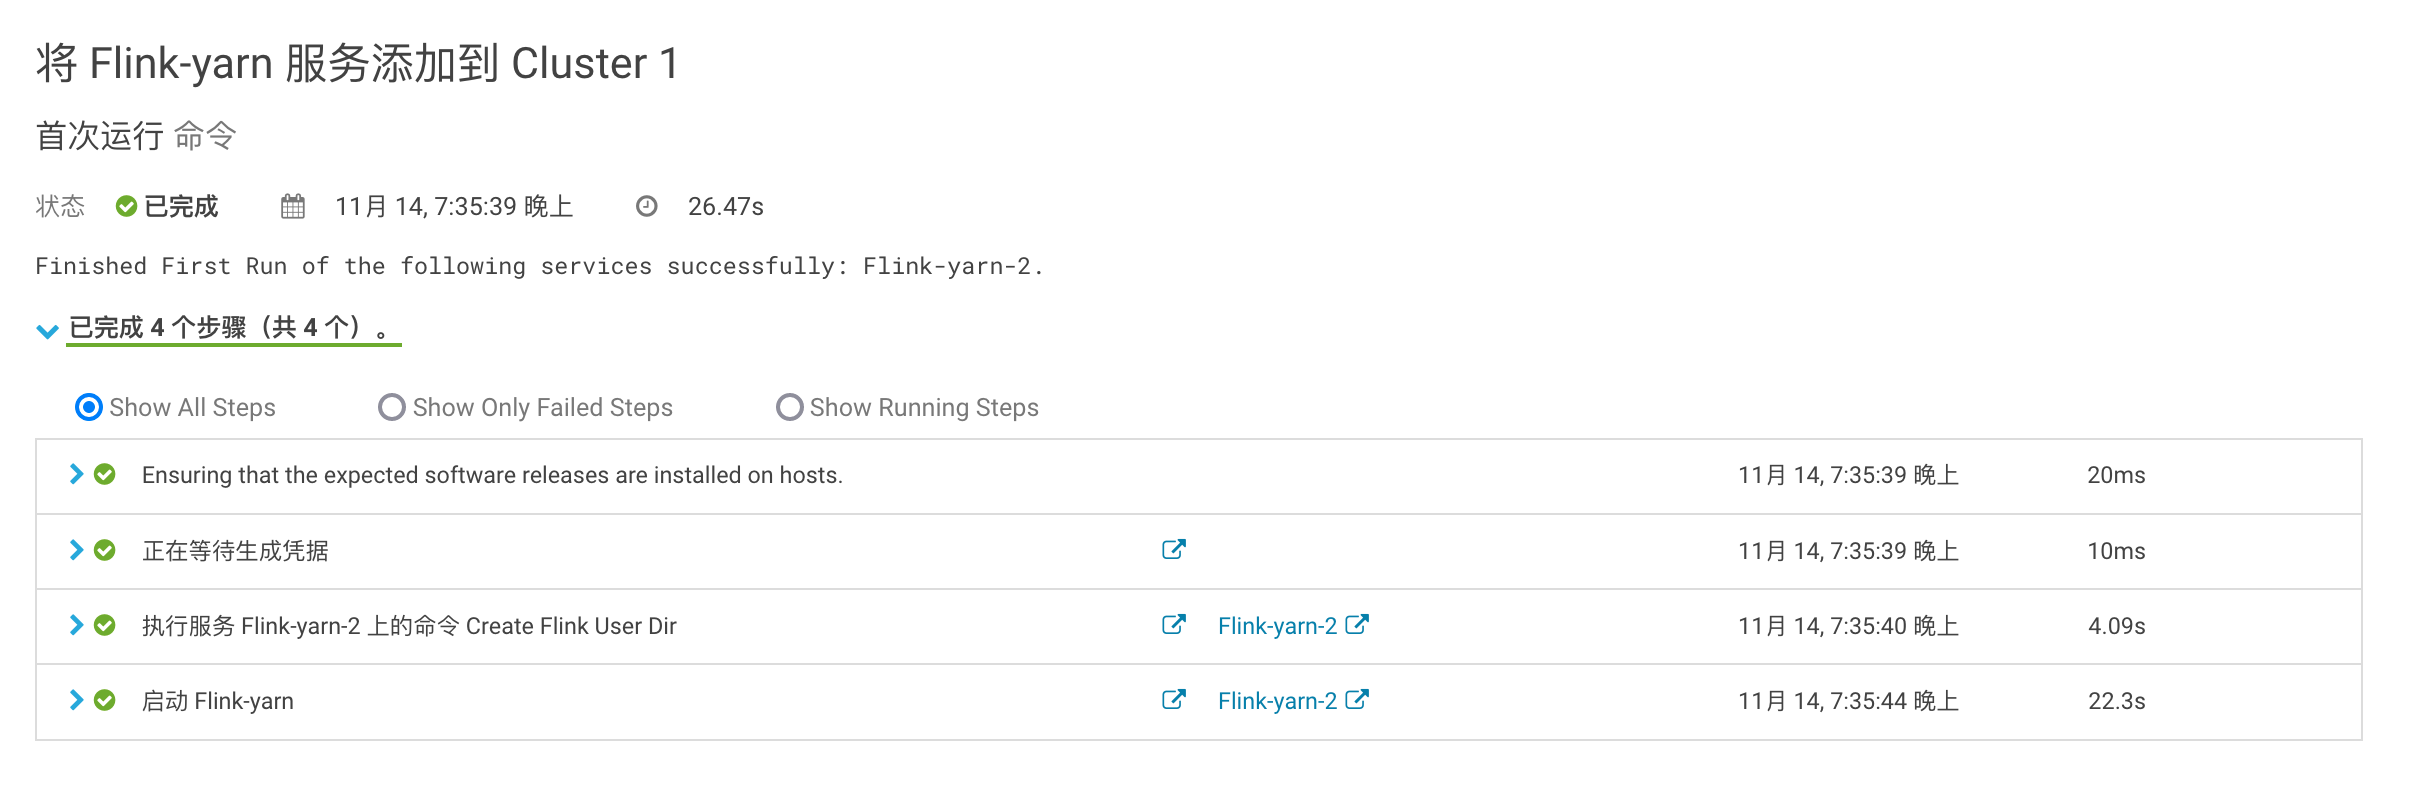 将 Flink-yarn 服务添加到 Cluster 1
首次运行 命令
状态 已完成 11月 14, 7:35:39 晚上 26.47s
Finished First Run of the following services successfully: Flink-yarn-2.
已完成 4 个步骤（共 4 个）。
Show All Steps Show Only Failed Steps Show Running Steps
Ensuring that the expected software releases are installed on hosts. 11月 14, 7:35:39 晚上 20ms
正在等待生成凭据 11月 14, 7:35:39 晚上 10ms
执行服务 Flink-yarn-2 上的命令 Create Flink User Dir Flink-yarn-2 11月 14, 7:35:40 晚上 4.09s
启动 Flink-yarn Flink-yarn-2 11月 14, 7:35:44 晚上 22.3s